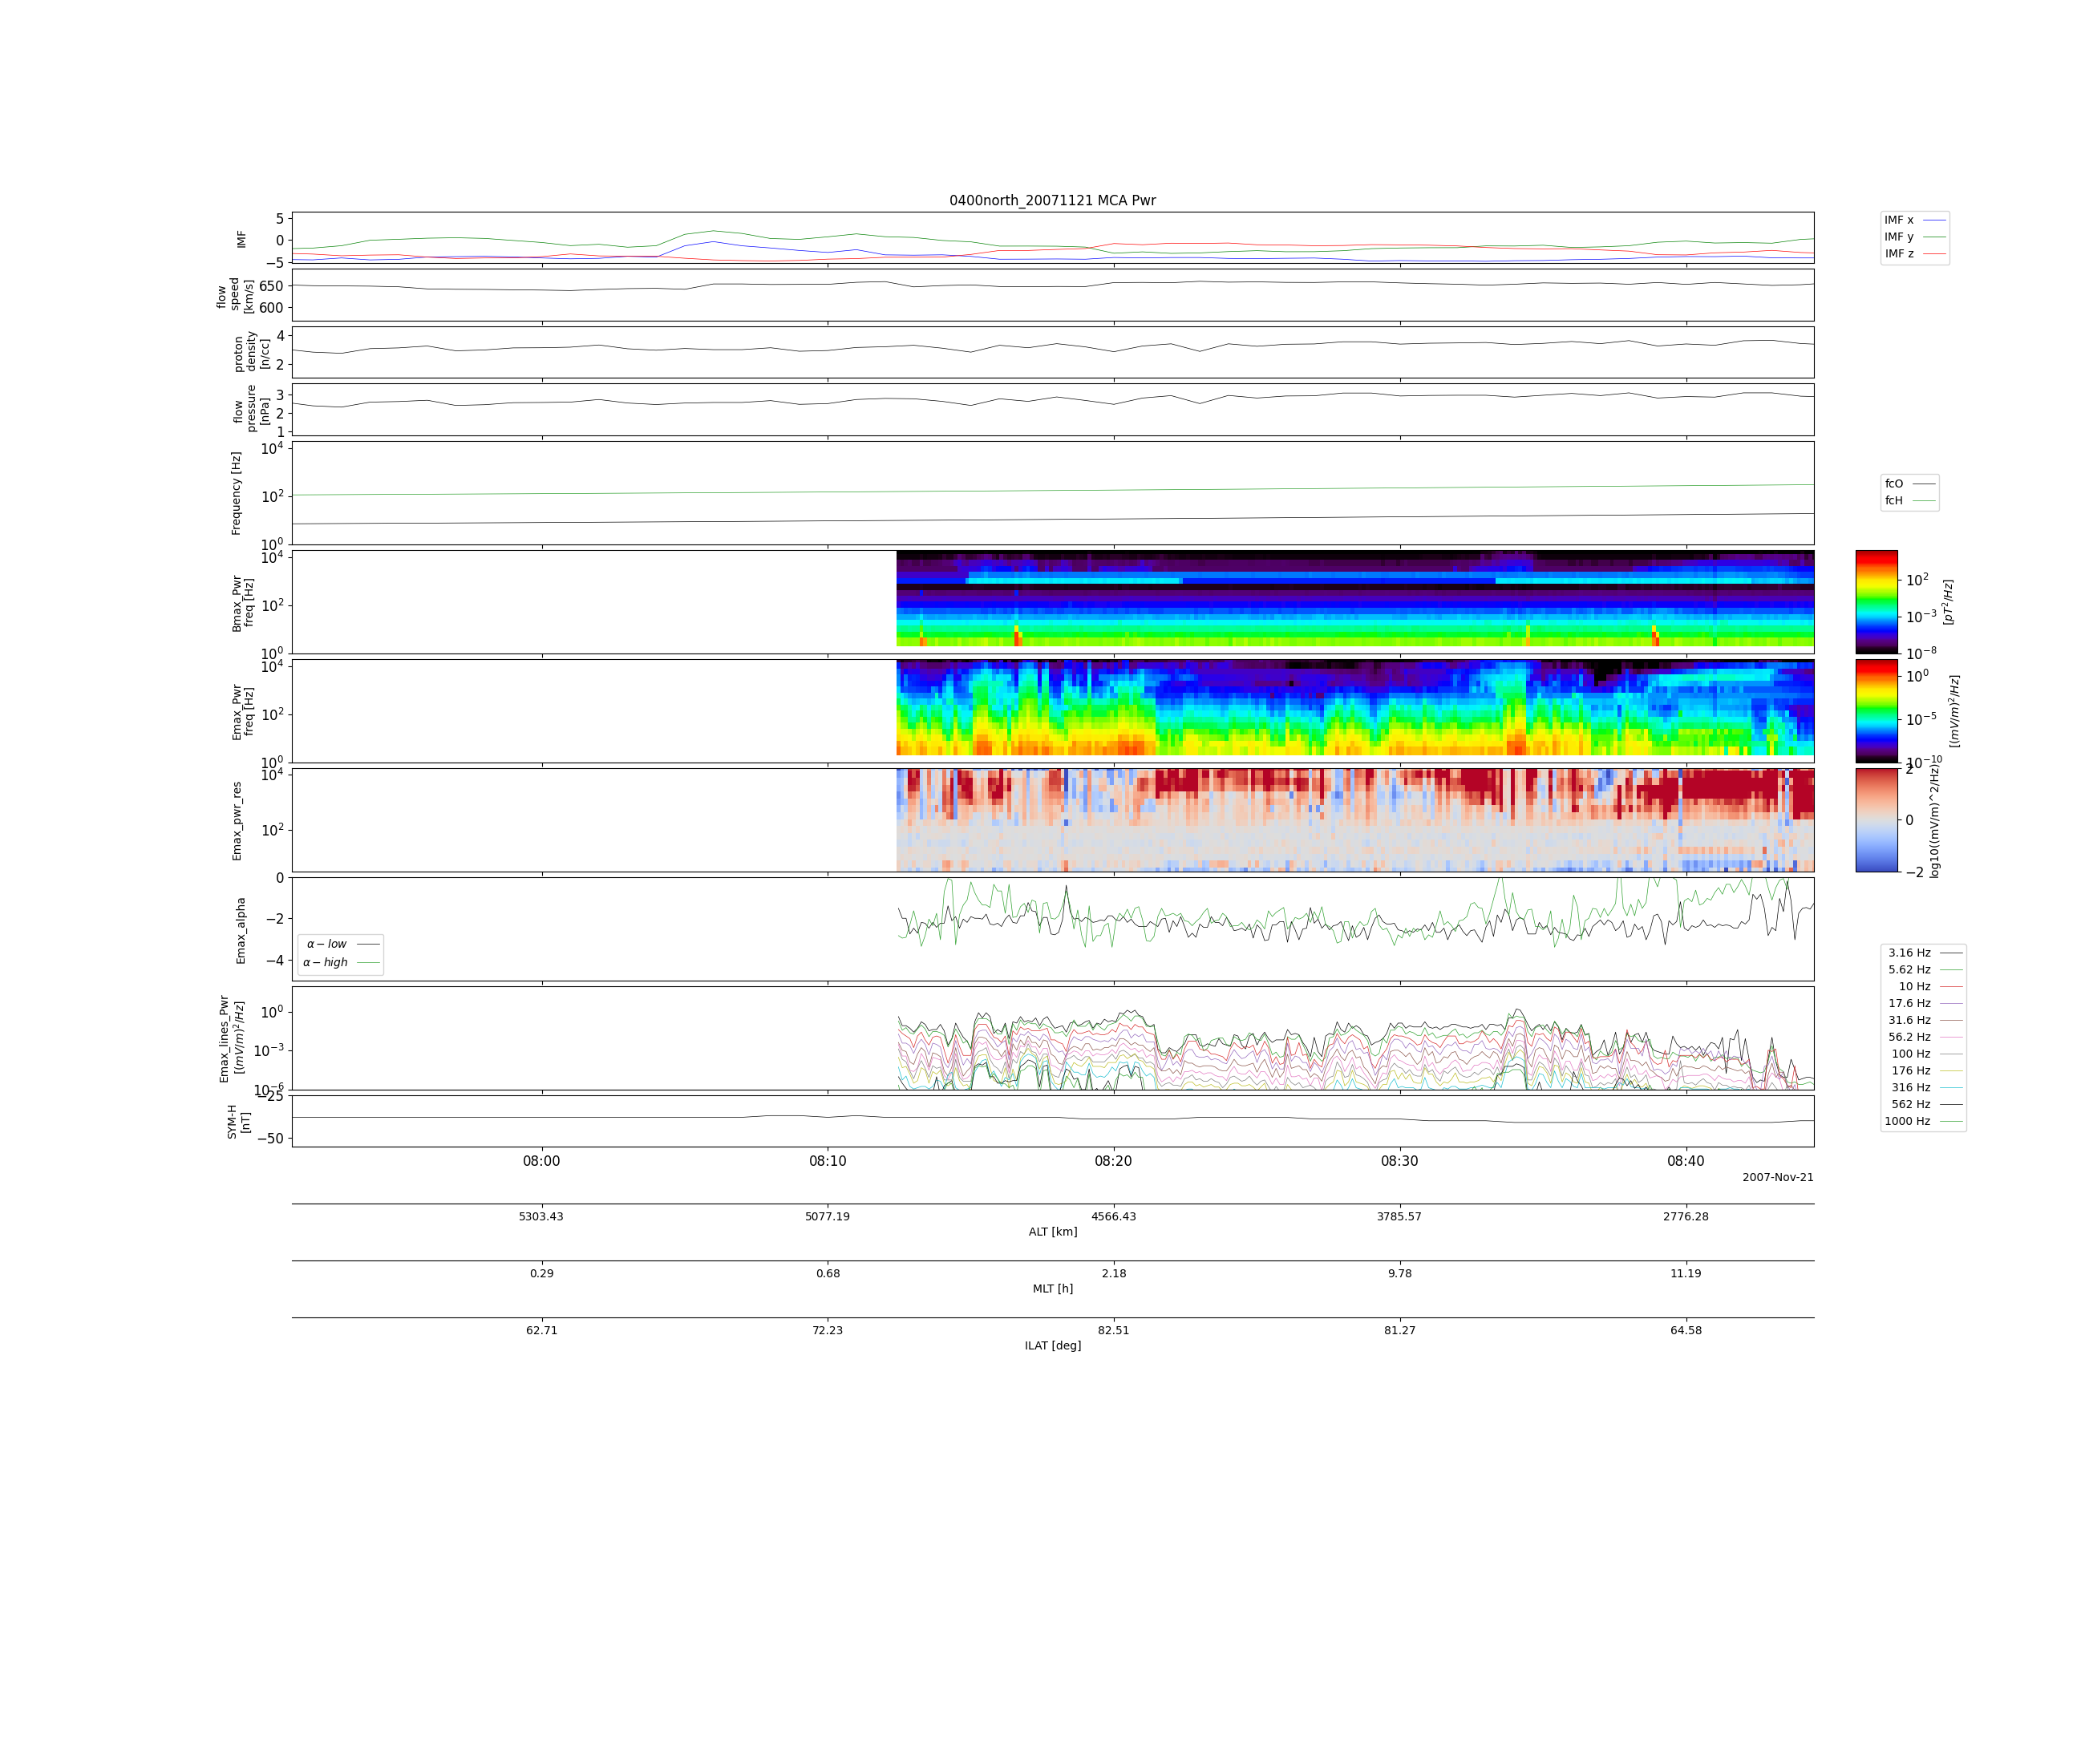 0400north_20071121 MCA Pwr
IMF
5
0
−5
IMF x
IMF y
IMF z
flow
speed
[km/s]
650
600
proton
density
[n/cc]
4
2
flow
pressure
[nPa]
3
2
1
Frequency [Hz]
10^4
10^2
10^0
fcO
fcH
Bmax_Pwr
freq [Hz]
10^4
10^2
10^0
10^2
10^−3
10^−8
[pT^2/Hz]
Emax_Pwr
freq [Hz]
10^4
10^2
10^0
10^0
10^−5
10^−10
[(mV/m)^2/Hz]
Emax_pwr_res
10^4
10^2
2
0
−2
log10((mV/m)^2/Hz)
Emax_alpha
0
−2
−4
α − low
α − high
Emax_lines_Pwr
[(mV/m)^2/Hz]
10^0
10^−3
10^−6
3.16 Hz
5.62 Hz
10 Hz
17.6 Hz
31.6 Hz
56.2 Hz
100 Hz
176 Hz
316 Hz
562 Hz
1000 Hz
SYM-H
[nT]
−25
−50
08:00 08:10 08:20 08:30 08:40
2007-Nov-21
5303.43 5077.19 4566.43 3785.57 2776.28
ALT [km]
0.29 0.68 2.18 9.78 11.19
MLT [h]
62.71 72.23 82.51 81.27 64.58
ILAT [deg]